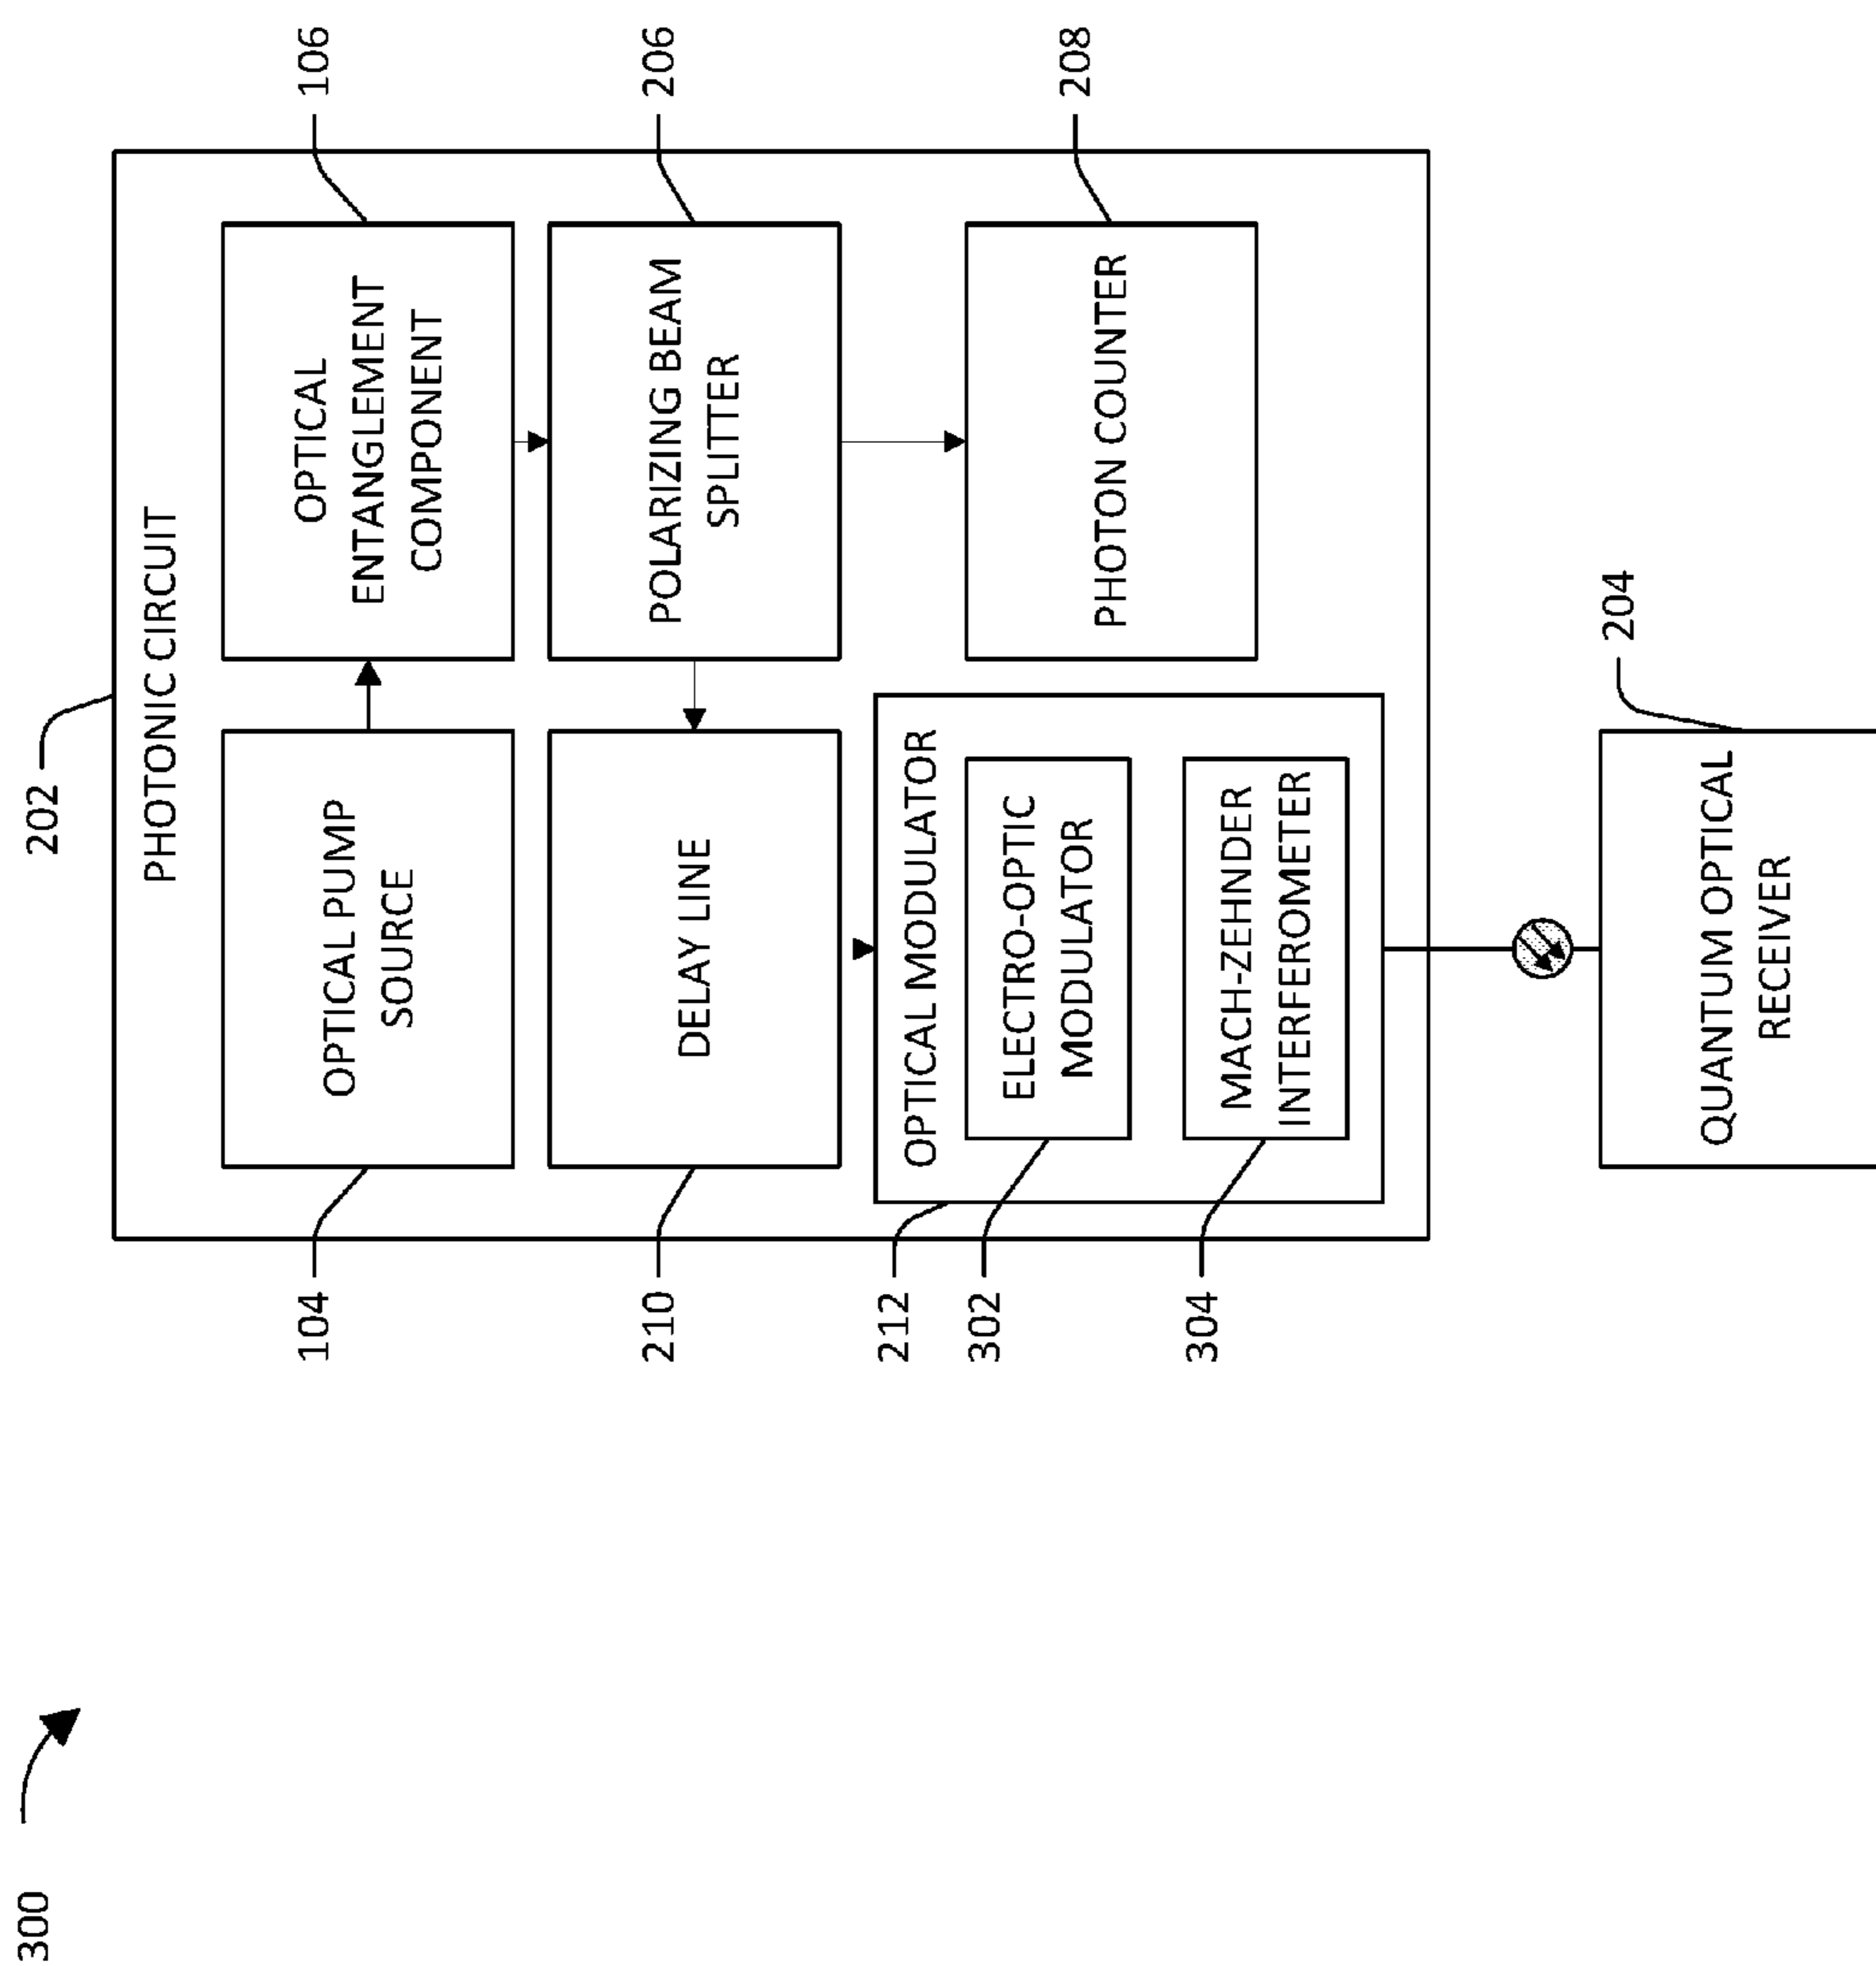 300
202
PHOTONIC CIRCUIT
104
OPTICAL PUMP
SOURCE
106
OPTICAL
ENTANGLEMENT
COMPONENT
210
DELAY LINE
206
POLARIZING BEAM
SPLITTER
212
OPTICAL MODULATOR
302
ELECTRO-OPTIC
MODULATOR
304
MACH-ZEHNDER
INTERFEROMETER
208
PHOTON COUNTER
204
QUANTUM OPTICAL
RECEIVER